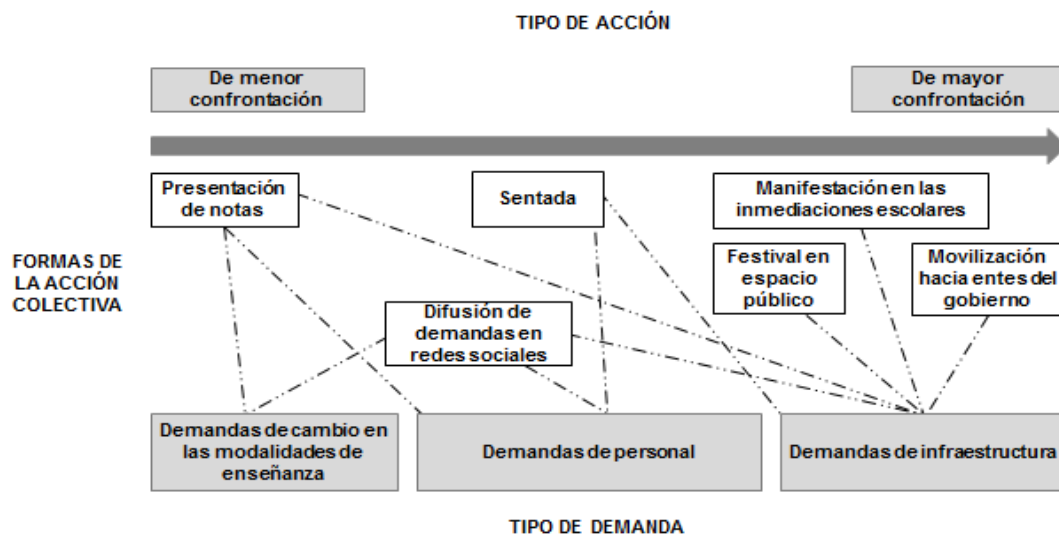 TIPO DE ACCIÓN
De menor
confrontación
De mayor
confrontación
Presentación
de notas
Sentada
Manifestación en las
inmediaciones escolares
FORMAS DE
LA ACCIÓN
COLECTIVA
Festival en
espacio
público
Movilización
hacia entes del
gobierno
Difusión de
demandas en
redes sociales
Demandas de cambio en
las modalidades de
enseñanza
Demandas de personal
Demandas de infraestructura
TIPO DE DEMANDA